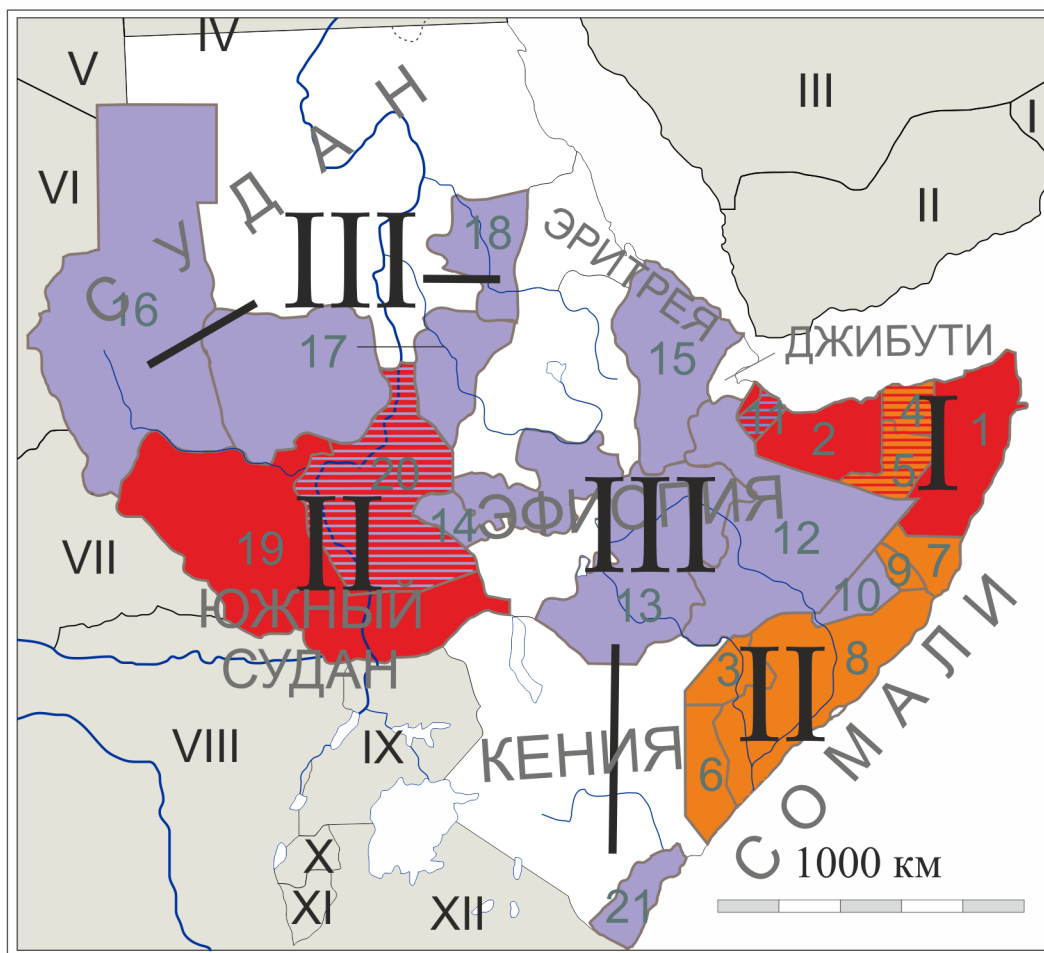 IV
V
III
I
VI
II
СУДАН
III
18
ЭРИТРЕЯ
16
17
15
ДЖИБУТИ
11
2
4
I
1
5
20
14
ЭФИОПИЯ
III
12
II
19
VII
9
7
13
10
ЮЖНЫЙ
СУДАН
3
II
8
СОМАЛИ
VIII
IX
КЕНИЯ
6
X
1000 км
XI
XII
21